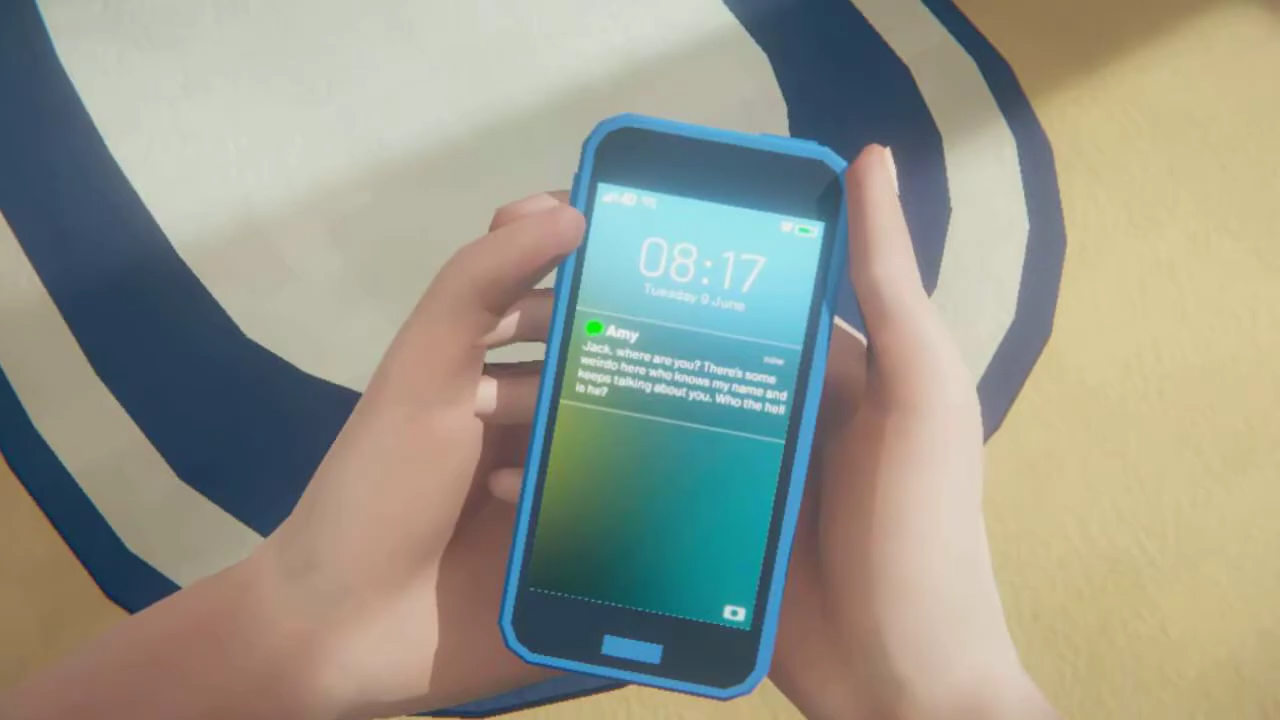 08:17
Tuesday 9 June
Amy
now
Jack, where are you? There's some
weirdo here who knows my name and
keeps talking about you. Who the hell
is he?